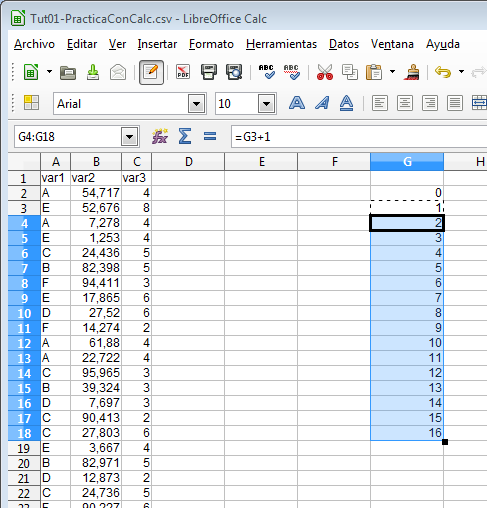 Tut01-PracticaConCalc.csv - LibreOffice Calc
Archivo Editar Ver Insertar Formato Herramientas Datos Ventana Ayuda
PDF ABC ABC
Arial 10 A A A
G4:G18 fx Σ = =G3+1
A B C D E F G H
1 var1 var2 var3
2 A 54,717 4 0
3 E 52,676 8 1
4 A 7,278 4 2
5 E 1,253 4 3
6 C 24,436 5 4
7 B 82,398 5 5
8 F 94,411 3 6
9 E 17,865 6 7
10 D 27,52 6 8
11 F 14,274 2 9
12 A 61,88 4 10
13 A 22,722 4 11
14 C 95,965 3 12
15 B 39,324 3 13
16 D 7,697 3 14
17 C 90,413 2 15
18 C 27,803 6 16
19 E 3,667 4
20 B 82,971 5
21 D 12,873 2
22 C 24,736 5
23 F 90,227 6